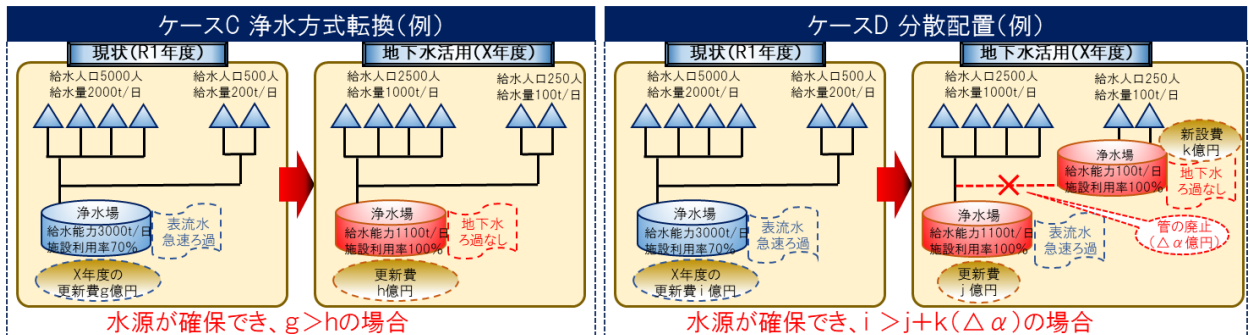 ケースC 浄水方式転換(例)
現状(R1年度)
給水人口5000人
給水量2000t/日
給水人口500人
給水量200t/日
浄水場
給水能力3000t/日
施設利用率70%
表流水
急速ろ過
X年度の
更新費g億円
地下水活用(X年度)
給水人口2500人
給水量1000t/日
給水人口250人
給水量100t/日
浄水場
給水能力1100t/日
施設利用率100%
地下水
ろ過なし
更新費
h億円
水源が確保でき、g>hの場合
ケースD 分散配置(例)
現状(R1年度)
給水人口5000人
給水量2000t/日
給水人口500人
給水量200t/日
浄水場
給水能力3000t/日
施設利用率70%
表流水
急速ろ過
X年度の
更新費i億円
地下水活用(X年度)
給水人口2500人
給水量1000t/日
給水人口250人
給水量100t/日
新設費
k億円
浄水場
給水能力100t/日
施設利用率100%
地下水
ろ過なし
浄水場
給水能力1100t/日
施設利用率100%
表流水
急速ろ過
管の廃止
(△α億円)
更新費
j億円
水源が確保でき、i>j+k(△α)の場合